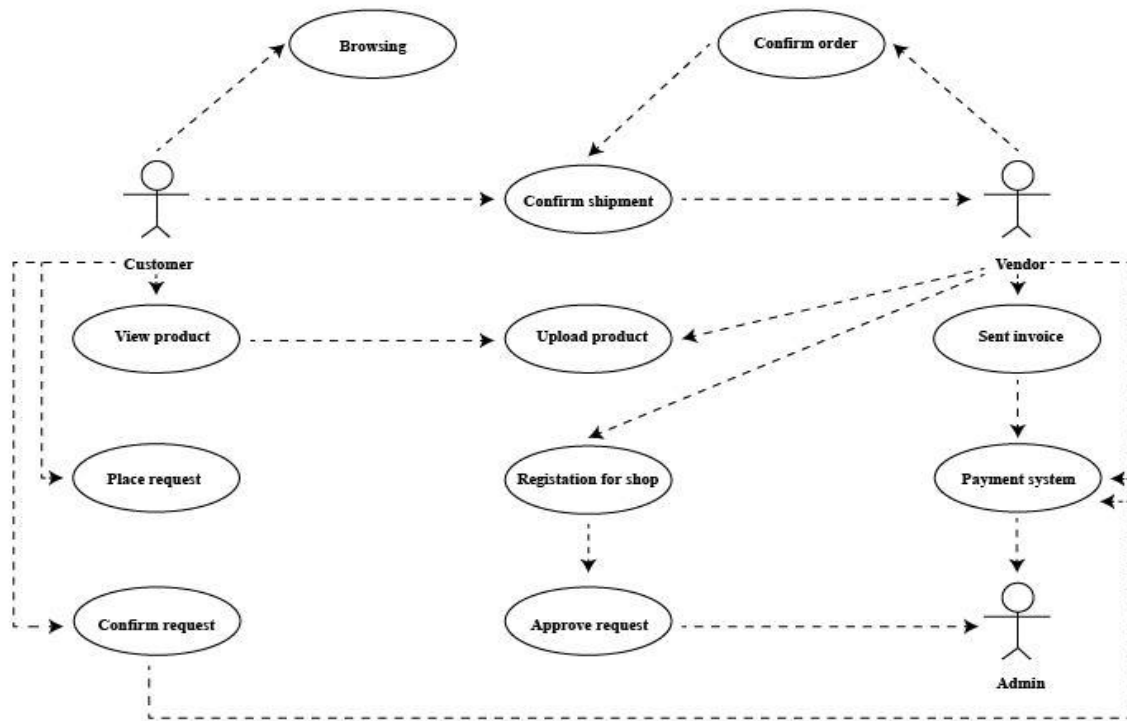 Browsing
Confirm order
Confirm shipment
Customer
Vendor
View product
Upload product
Sent invoice
Place request
Registation for shop
Payment system
Confirm request
Approve request
Admin